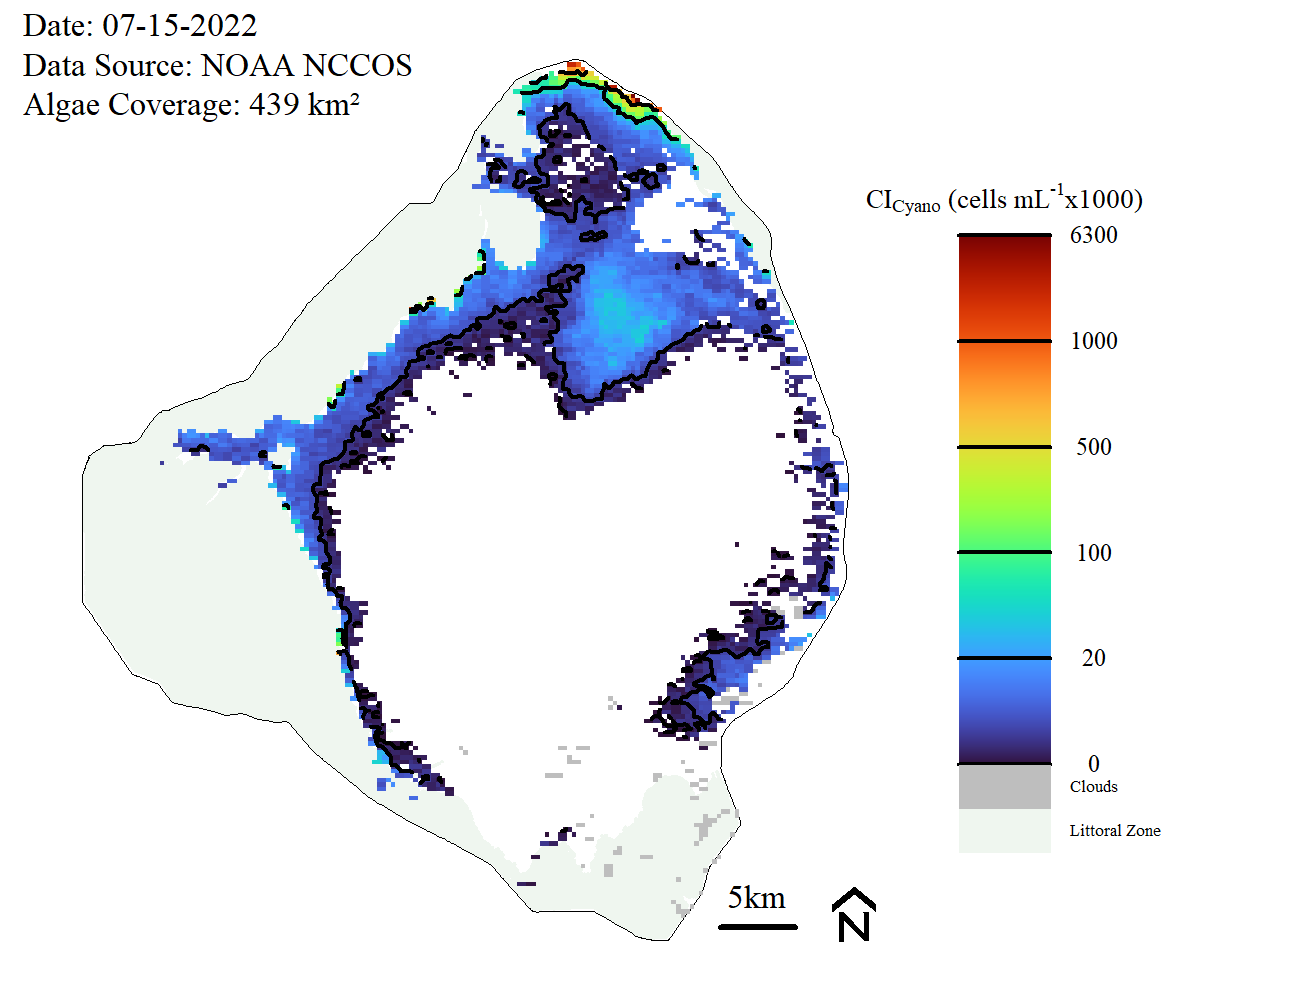 Date: 07-15-2022
Data Source: NOAA NCCOS
Algae Coverage: 439 km²
CICyano (cells mL-1x1000)
6300
1000
500
100
20
0
Clouds
Littoral Zone
5km
N